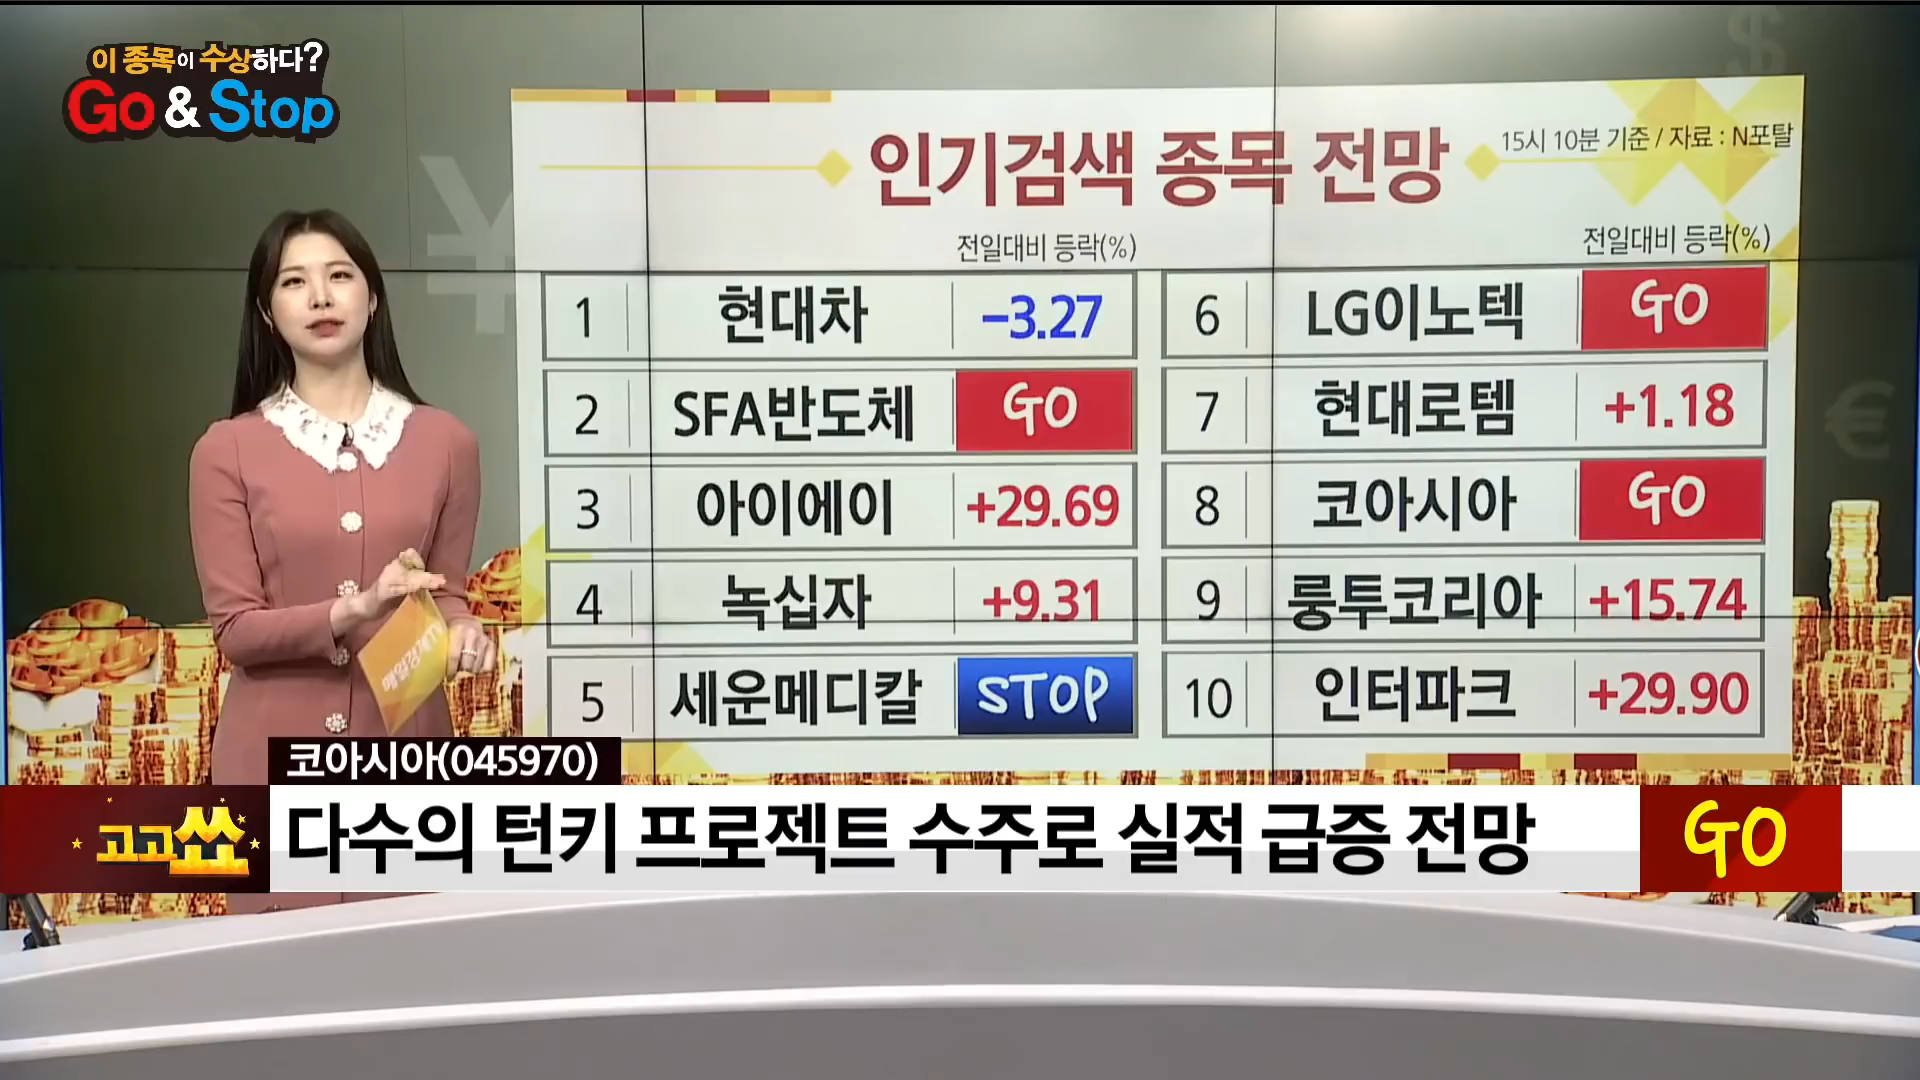 이 종목이 수상하다?
Go & Stop
인기검색 종목 전망
15시 10분 기준 / 자료 : N포탈
전일대비 등락(%)
1 현대차 -3.27
2 SFA반도체 GO
3 아이에이 +29.69
4 녹십자 +9.31
5 세운메디칼 STOP
전일대비 등락(%)
6 LG이노텍 GO
7 현대로템 +1.18
8 코아시아 GO
9 룽투코리아 +15.74
10 인터파크 +29.90
매일경제TV
코아시아(045970)
고고쑈
다수의 턴키 프로젝트 수주로 실적 급증 전망
GO